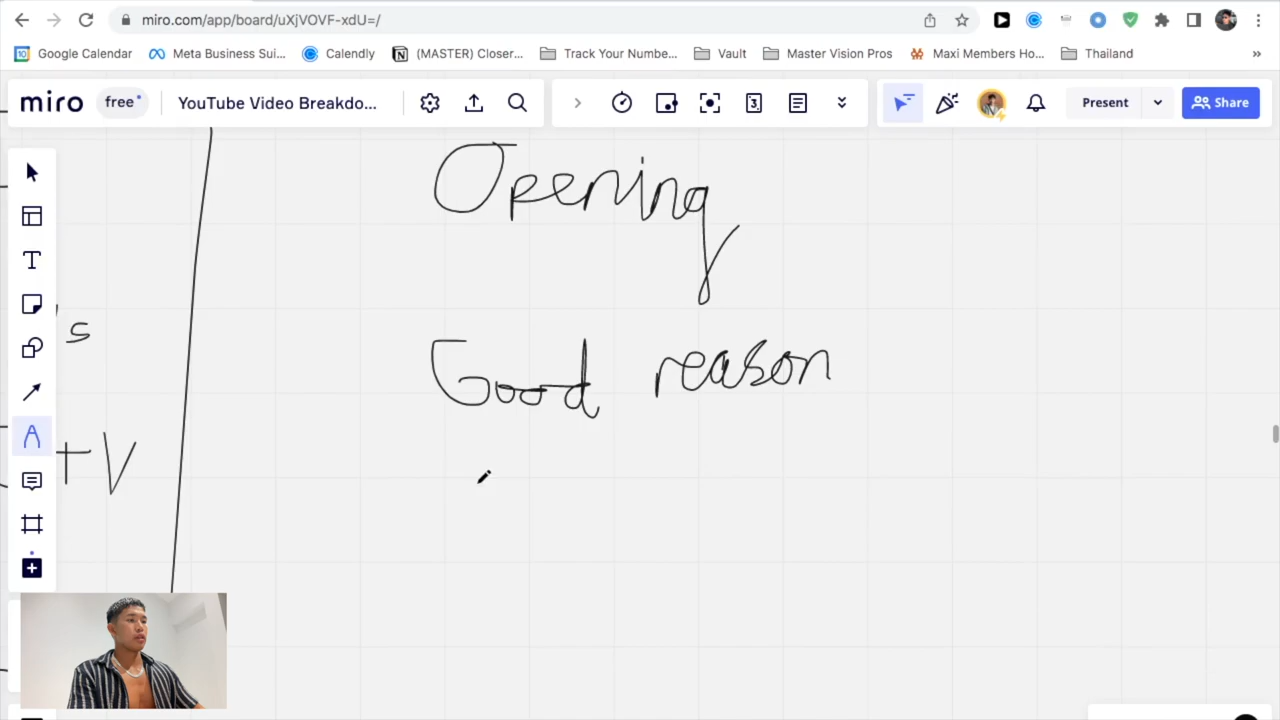 miro.com/app/board/uXjVOVF-xdU=/
10 Google Calendar Meta Business Sui... Calendly (MASTER) Closer... Track Your Numbe... Vault Master Vision Pros Maxi Members Ho... Thailand »
miro free YouTube Video Breakdo... 3 Present Share
Opening
's
Good reason
+V